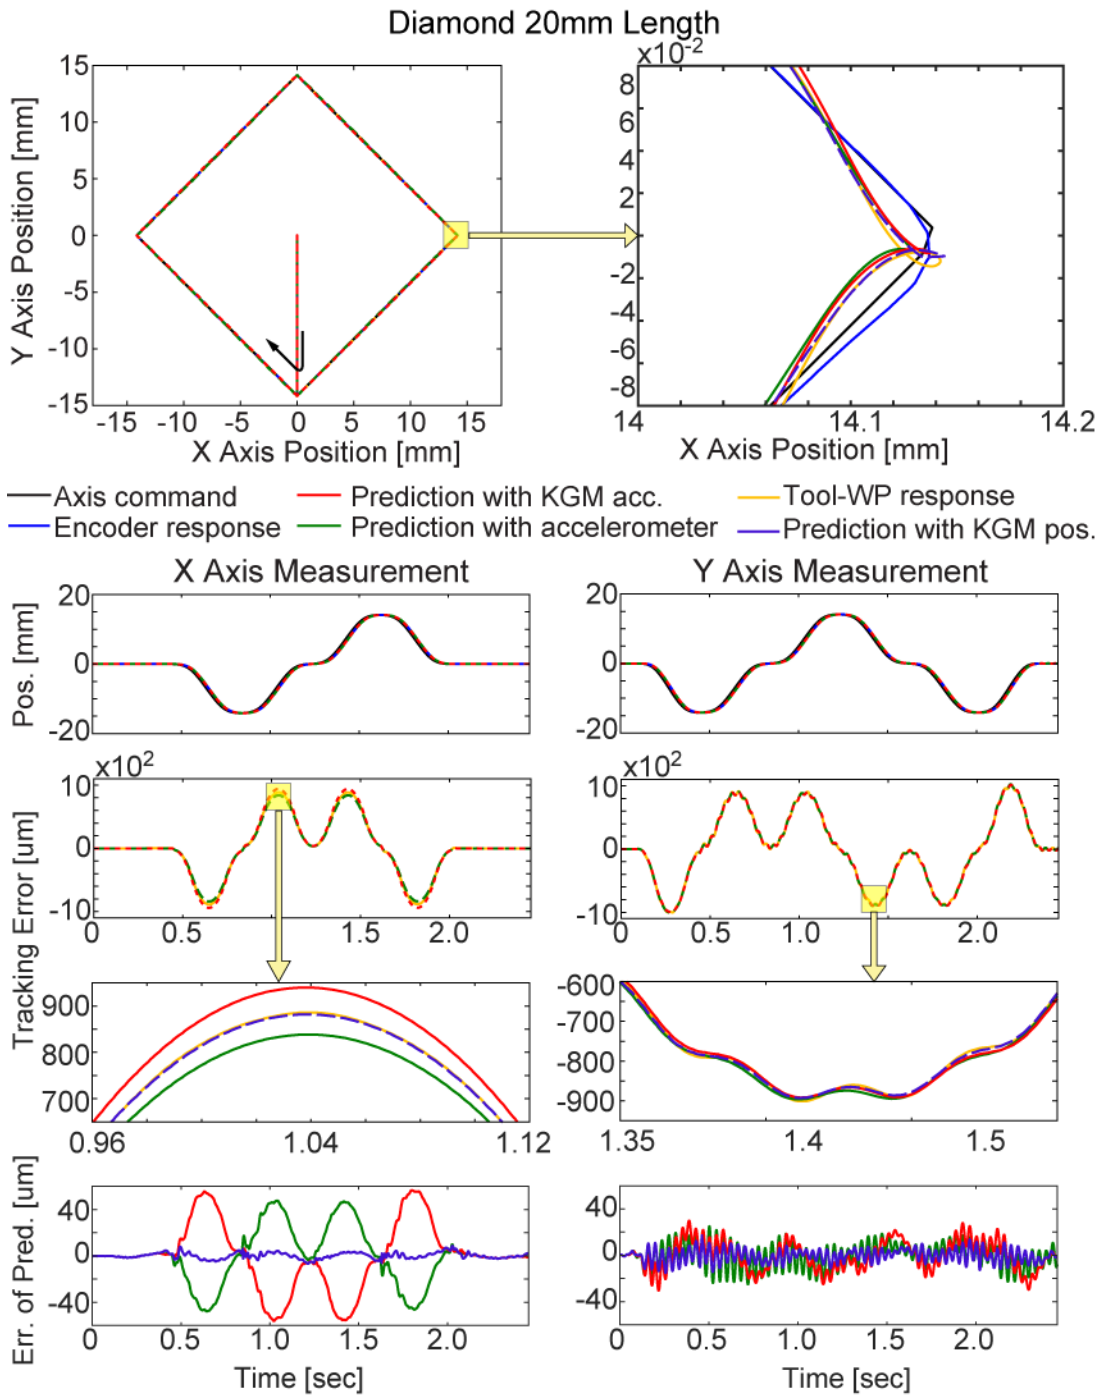 Diamond 20mm Length
x10-2
15
10
5
0
-5
-10
-15
Y Axis Position [mm]
-15 -10 -5 0 5 10 15
X Axis Position [mm]
8
6
4
2
0
-2
-4
-6
-8
14 14.1 14.2
X Axis Position [mm]
Axis command
Prediction with KGM acc.
Tool-WP response
Encoder response
Prediction with accelerometer
Prediction with KGM pos.
X Axis Measurement
Y Axis Measurement
Pos. [mm]
20
0
-20
20
0
-20
Tracking Error [um]
x10²
10
0
-10
0 0.5 1.5 2.0
x10²
10
0
-10
0 0.5 1.0 2.0
900
800
700
0.96 1.04 1.12
-600
-700
-800
-900
1.35 1.4 1.5
Err. of Pred. [um]
40
0
-40
0 0.5 1.0 1.5 2.0
Time [sec]
40
0
-40
0 0.5 1.0 1.5 2.0
Time [sec]